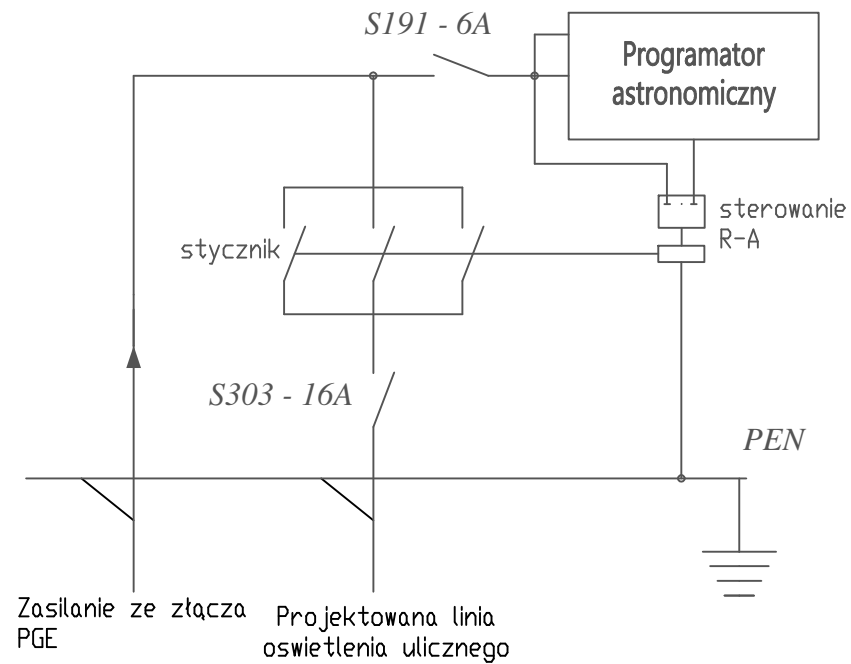 S191 - 6A
Programator
astronomiczny
sterowanie
R-A
stycznik
S303 - 16A
PEN
Zasilanie ze złącza
PGE
Projektowana linia
oswietlenia ulicznego